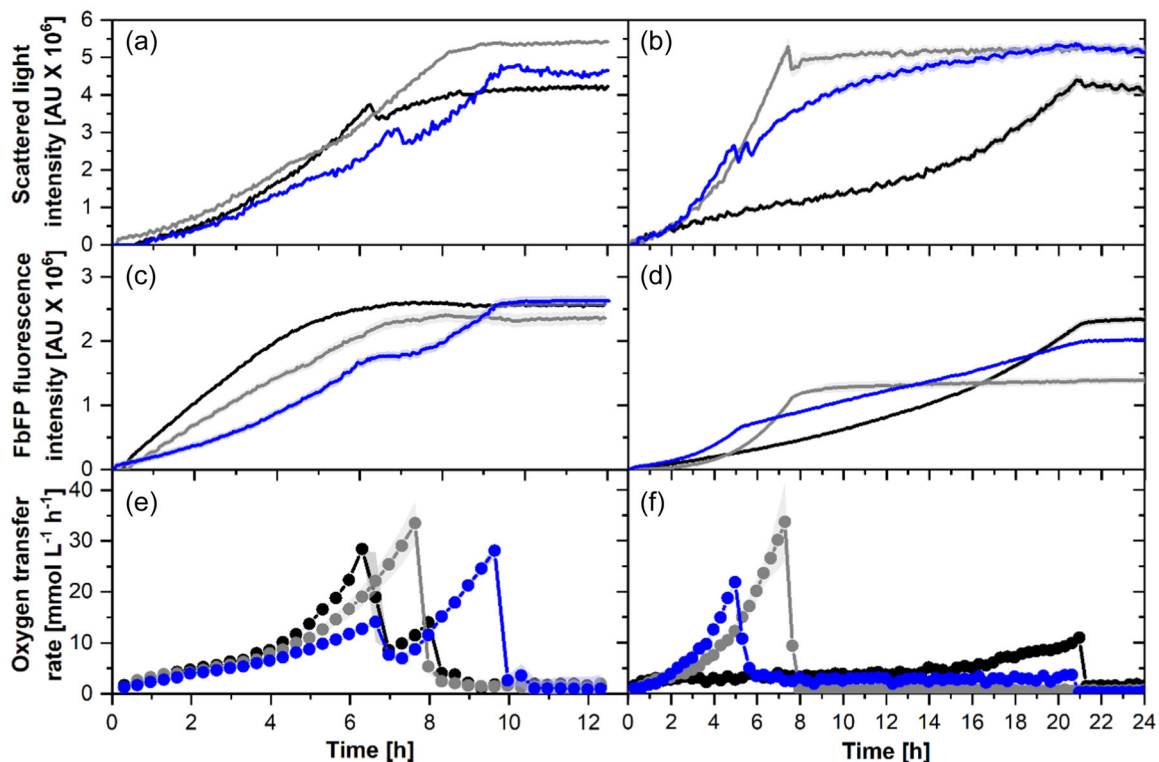 Scattered light
intensity [AU X 10⁶]
6
5
4
3
2
1
0
(a)
(b)
FbFP fluorescence
intensity [AU X 10⁶]
3
2
1
0
(c)
(d)
Oxygen transfer
rate [mmol L⁻¹ h⁻¹]
40
30
20
10
0
(e)
(f)
0 2 4 6 8 10 12
0 2 4 6 8 10 12 14 16 18 20 22 24
Time [h]
Time [h]